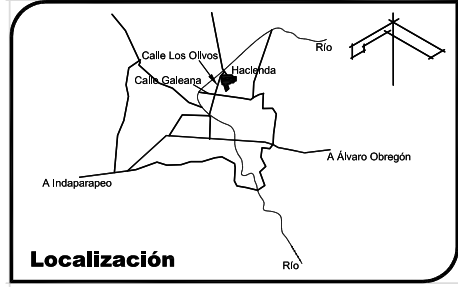 Calle Los Olivos
Río
Hacienda
Calle Galeana
A Álvaro Obregón
A Indaparapeo
Localización
Río